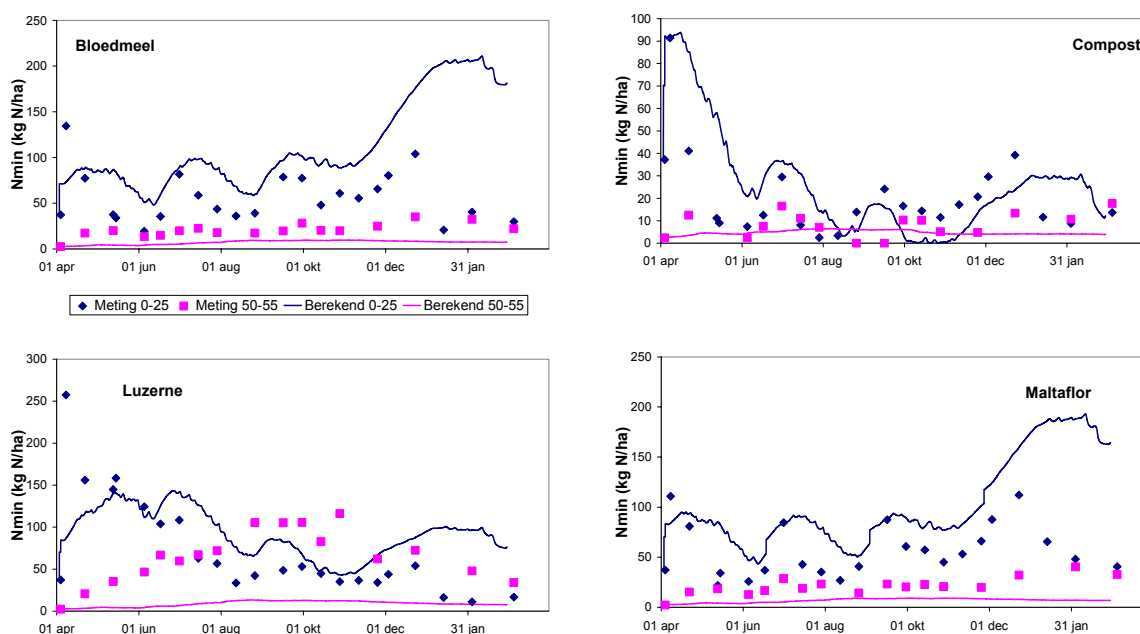 Bloedmeel
Nmin (kg N/ha)
250
200
150
100
50
0
01 apr 01 jun 01 aug 01 okt 01 dec 31 jan
Compost
Nmin (kg N/ha)
100
90
80
70
60
50
40
30
20
10
0
01 apr 01 jun 01 aug 01 okt 01 dec 31 jan
Meting 0-25 Meting 50-55 Berekend 0-25 Berekend 50-55
Luzerne
Nmin (kg N/ha)
300
250
200
150
100
50
0
01 apr 01 jun 01 aug 01 okt 01 dec 31 jan
Maltaflor
Nmin (kg N/ha)
250
200
150
100
50
0
01 apr 01 jun 01 aug 01 okt 01 dec 31 jan